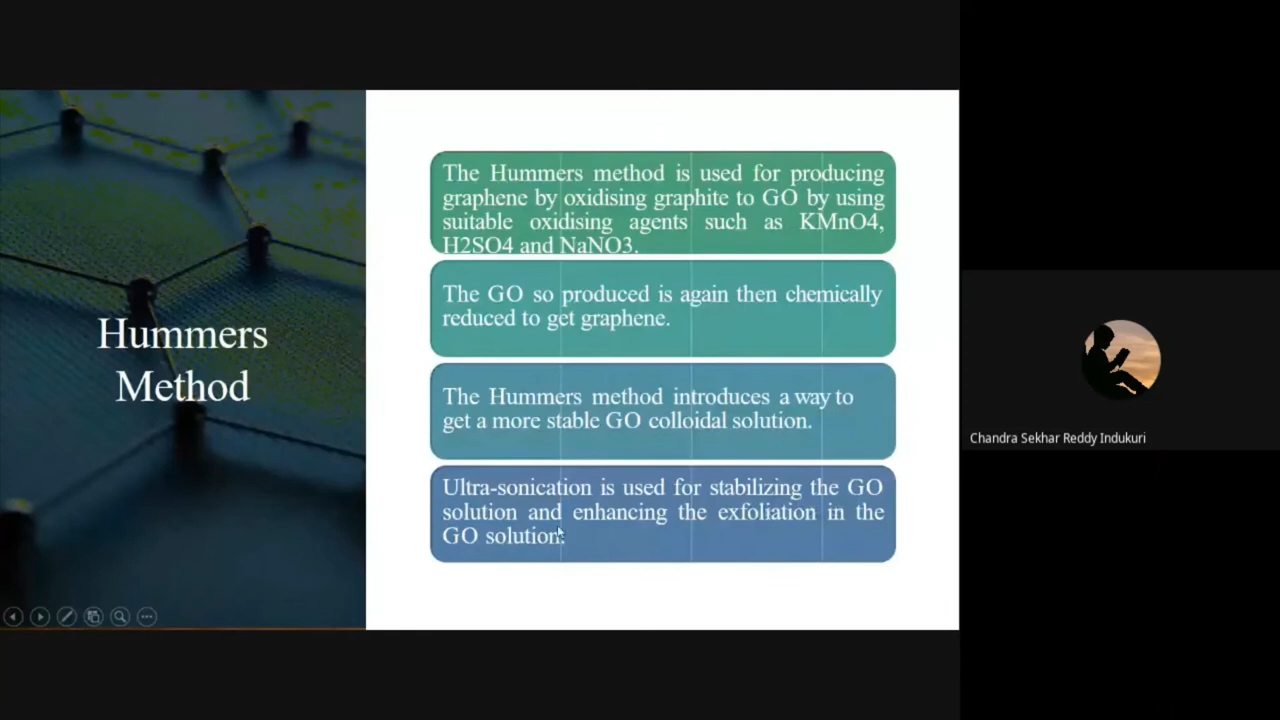 Hummers
Method
The Hummers method is used for producing
graphene by oxidising graphite to GO by using
suitable oxidising agents such as KMnO4,
H2SO4 and NaNO3.
The GO so produced is again then chemically
reduced to get graphene.
The Hummers method introduces a way to
get a more stable GO colloidal solution.
Ultra-sonication is used for stabilizing the GO
solution and enhancing the exfoliation in the
GO solution.
Chandra Sekhar Reddy Indukuri